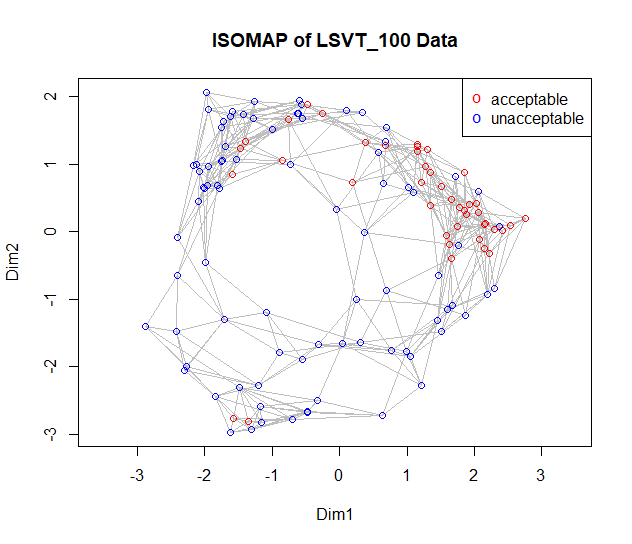 ISOMAP of LSVT_100 Data
acceptable
unacceptable
2
1
0
-1
-2
-3
Dim2
-3
-2
-1
0
1
2
3
Dim1